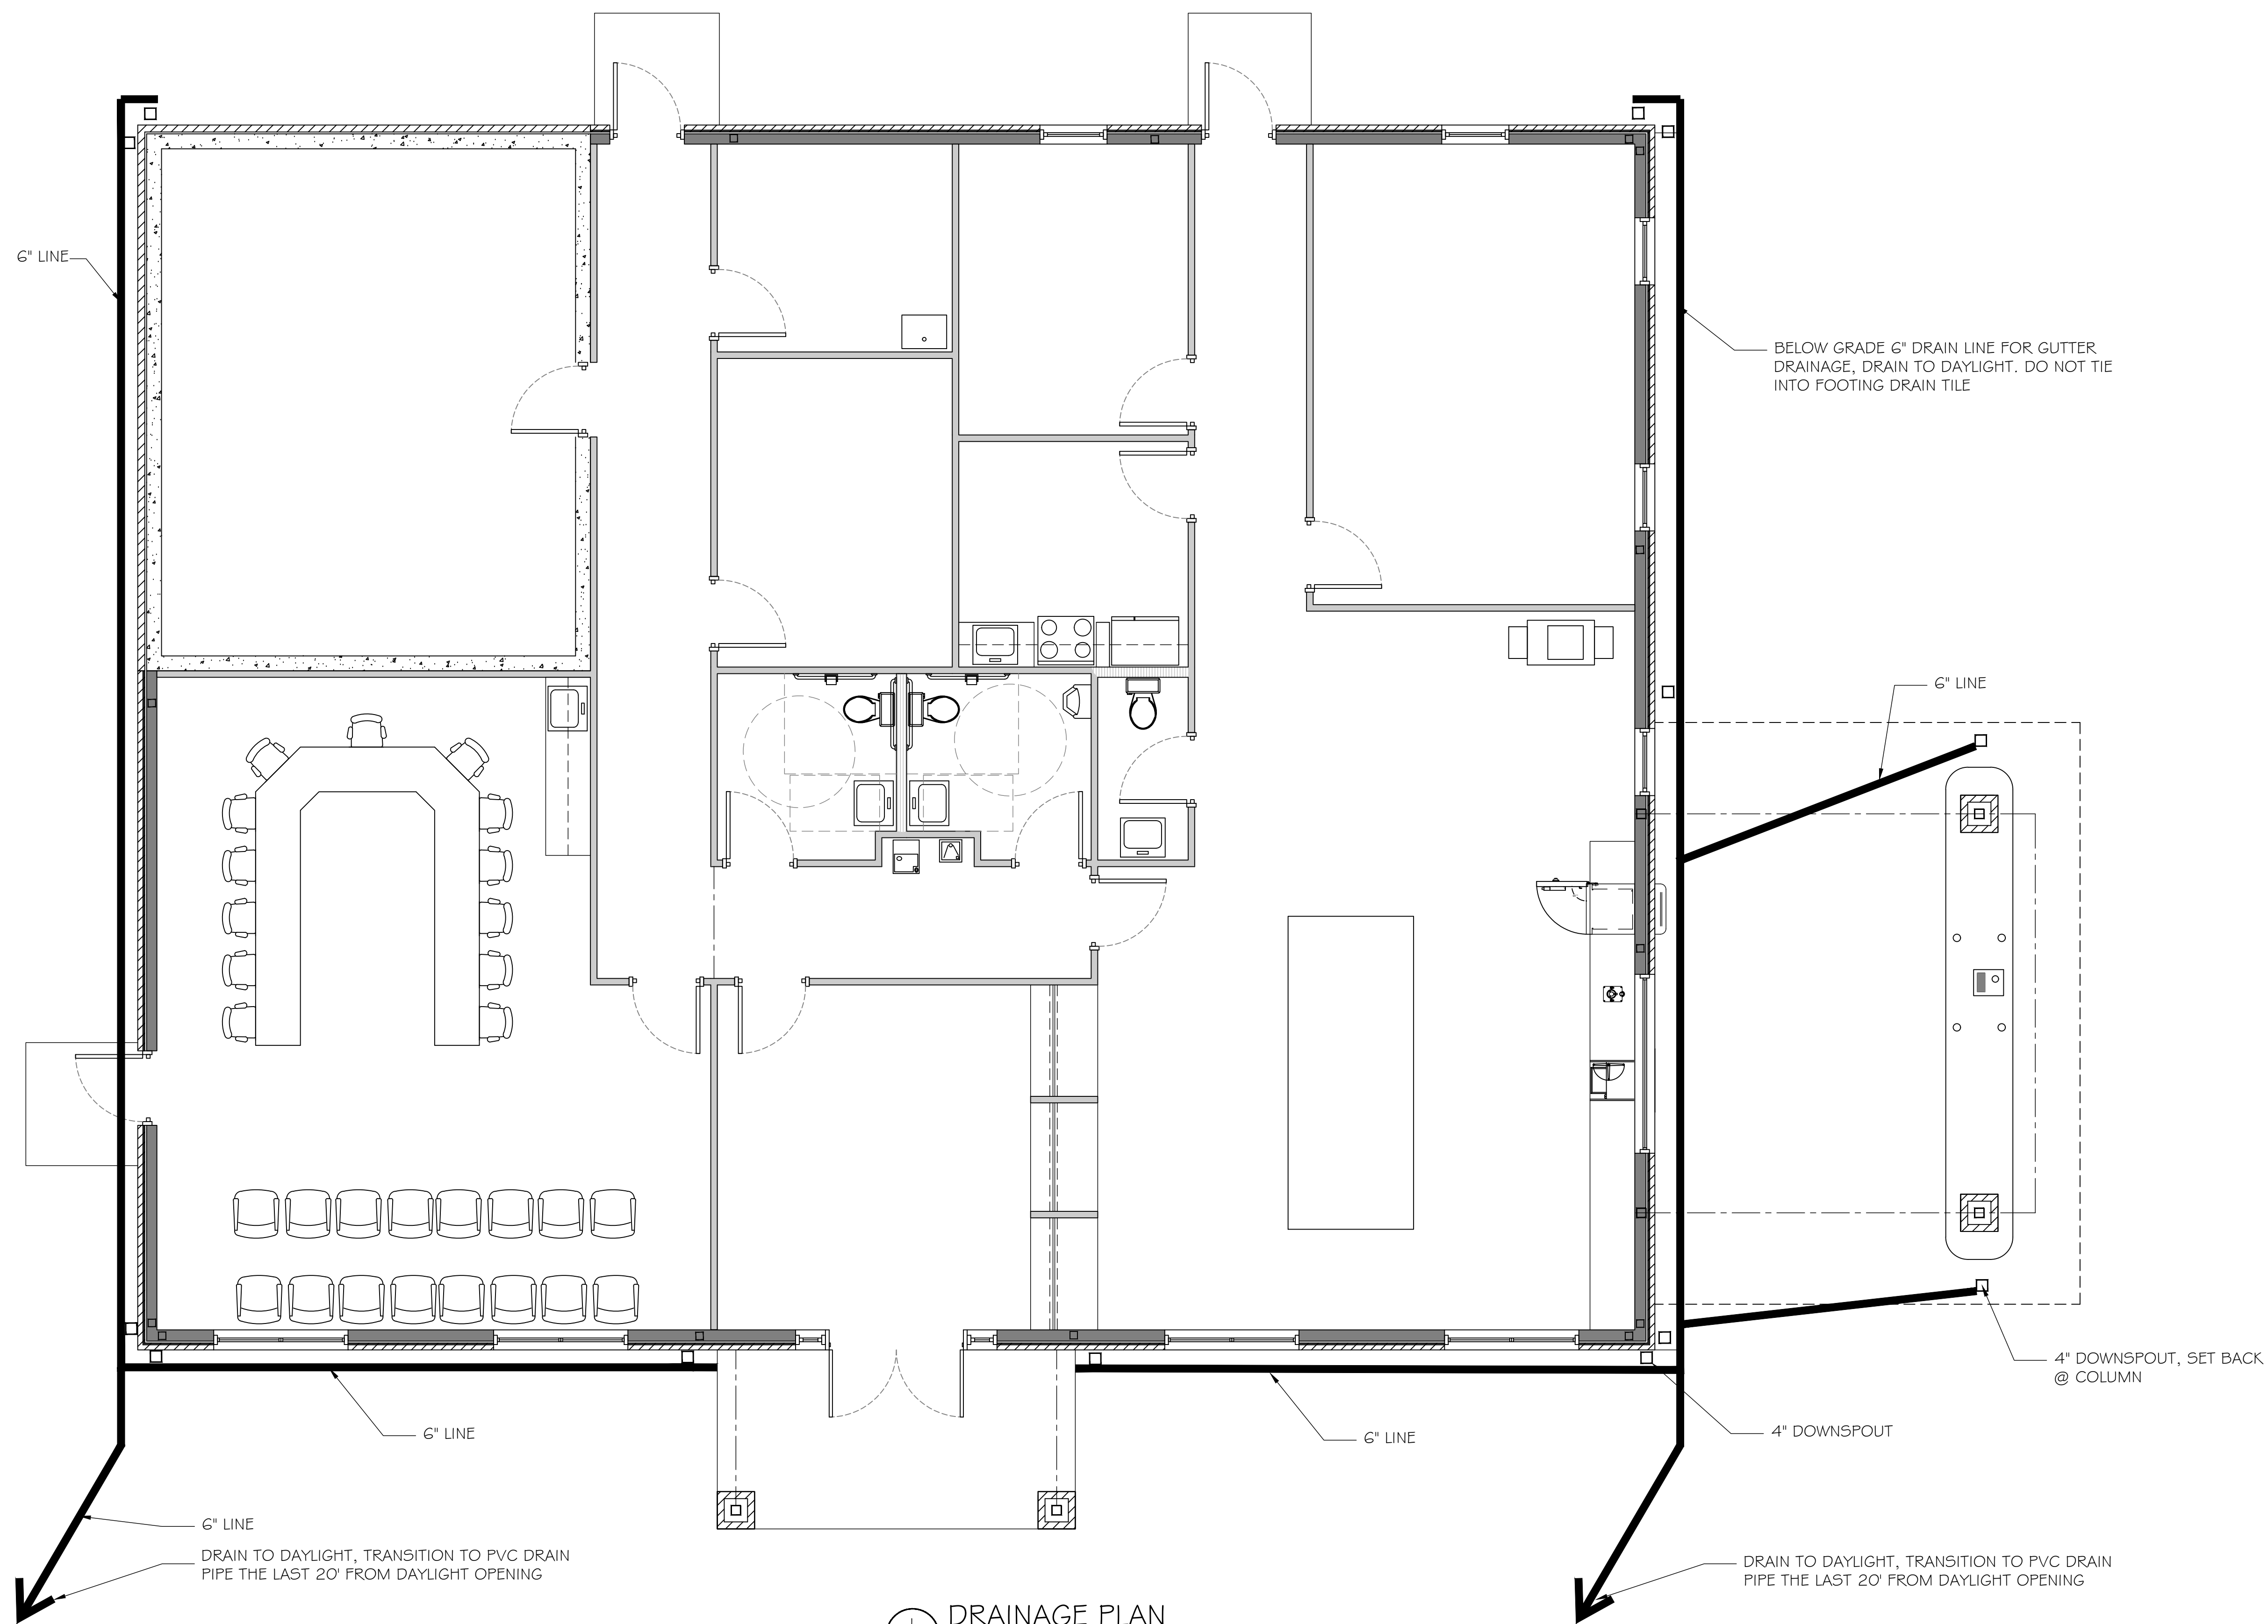 6" LINE
BELOW GRADE 6" DRAIN LINE FOR GUTTER
DRAINAGE, DRAIN TO DAYLIGHT. DO NOT TIE
INTO FOOTING DRAIN TILE
6" LINE
4" DOWNSPOUT, SET BACK
@ COLUMN
4" DOWNSPOUT
6" LINE
6" LINE
6" LINE
DRAIN TO DAYLIGHT, TRANSITION TO PVC DRAIN
PIPE THE LAST 20' FROM DAYLIGHT OPENING
DRAIN TO DAYLIGHT, TRANSITION TO PVC DRAIN
PIPE THE LAST 20' FROM DAYLIGHT OPENING
DRAINAGE PLAN